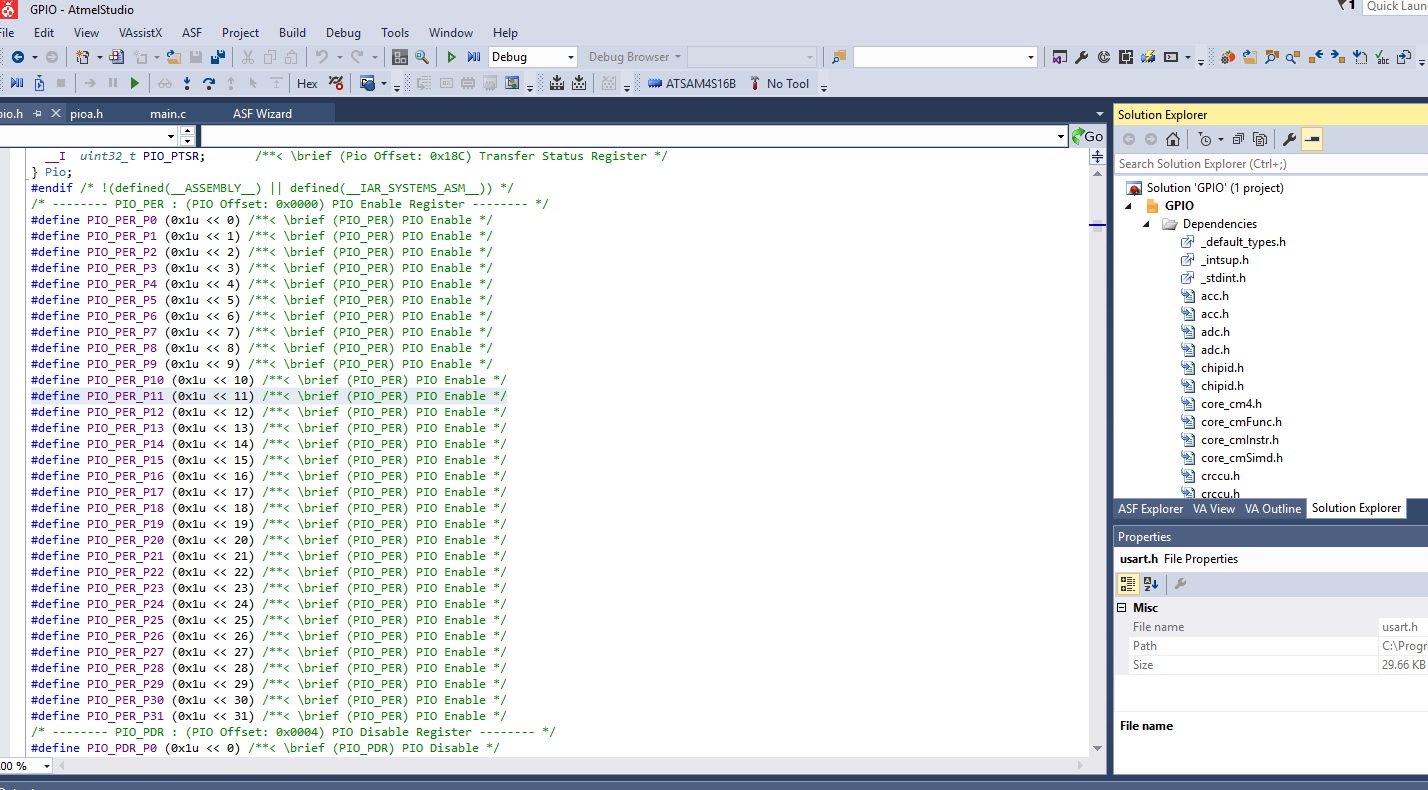 GPIO - AtmelStudio
1
Quick Laun
File Edit View VAssistX ASF Project Build Debug Tools Window Help
Debug Debug Browser
Hex ATSAM4S16B No Tool
pio.h pioa.h main.c ASF Wizard
Go
__I uint32_t PIO_PTSR; /**< \brief (Pio Offset: 0x18C) Transfer Status Register */
} Pio;
#endif /* !(defined(__ASSEMBLY__) || defined(__IAR_SYSTEMS_ASM__)) */
/* -------- PIO_PER : (PIO Offset: 0x0000) PIO Enable Register -------- */
#define PIO_PER_P0 (0x1u << 0) /**< \brief (PIO_PER) PIO Enable */
#define PIO_PER_P1 (0x1u << 1) /**< \brief (PIO_PER) PIO Enable */
#define PIO_PER_P2 (0x1u << 2) /**< \brief (PIO_PER) PIO Enable */
#define PIO_PER_P3 (0x1u << 3) /**< \brief (PIO_PER) PIO Enable */
#define PIO_PER_P4 (0x1u << 4) /**< \brief (PIO_PER) PIO Enable */
#define PIO_PER_P5 (0x1u << 5) /**< \brief (PIO_PER) PIO Enable */
#define PIO_PER_P6 (0x1u << 6) /**< \brief (PIO_PER) PIO Enable */
#define PIO_PER_P7 (0x1u << 7) /**< \brief (PIO_PER) PIO Enable */
#define PIO_PER_P8 (0x1u << 8) /**< \brief (PIO_PER) PIO Enable */
#define PIO_PER_P9 (0x1u << 9) /**< \brief (PIO_PER) PIO Enable */
#define PIO_PER_P10 (0x1u << 10) /**< \brief (PIO_PER) PIO Enable */
#define PIO_PER_P11 (0x1u << 11) /**< \brief (PIO_PER) PIO Enable */
#define PIO_PER_P12 (0x1u << 12) /**< \brief (PIO_PER) PIO Enable */
#define PIO_PER_P13 (0x1u << 13) /**< \brief (PIO_PER) PIO Enable */
#define PIO_PER_P14 (0x1u << 14) /**< \brief (PIO_PER) PIO Enable */
#define PIO_PER_P15 (0x1u << 15) /**< \brief (PIO_PER) PIO Enable */
#define PIO_PER_P16 (0x1u << 16) /**< \brief (PIO_PER) PIO Enable */
#define PIO_PER_P17 (0x1u << 17) /**< \brief (PIO_PER) PIO Enable */
#define PIO_PER_P18 (0x1u << 18) /**< \brief (PIO_PER) PIO Enable */
#define PIO_PER_P19 (0x1u << 19) /**< \brief (PIO_PER) PIO Enable */
#define PIO_PER_P20 (0x1u << 20) /**< \brief (PIO_PER) PIO Enable */
#define PIO_PER_P21 (0x1u << 21) /**< \brief (PIO_PER) PIO Enable */
#define PIO_PER_P22 (0x1u << 22) /**< \brief (PIO_PER) PIO Enable */
#define PIO_PER_P23 (0x1u << 23) /**< \brief (PIO_PER) PIO Enable */
#define PIO_PER_P24 (0x1u << 24) /**< \brief (PIO_PER) PIO Enable */
#define PIO_PER_P25 (0x1u << 25) /**< \brief (PIO_PER) PIO Enable */
#define PIO_PER_P26 (0x1u << 26) /**< \brief (PIO_PER) PIO Enable */
#define PIO_PER_P27 (0x1u << 27) /**< \brief (PIO_PER) PIO Enable */
#define PIO_PER_P28 (0x1u << 28) /**< \brief (PIO_PER) PIO Enable */
#define PIO_PER_P29 (0x1u << 29) /**< \brief (PIO_PER) PIO Enable */
#define PIO_PER_P30 (0x1u << 30) /**< \brief (PIO_PER) PIO Enable */
#define PIO_PER_P31 (0x1u << 31) /**< \brief (PIO_PER) PIO Enable */
/* -------- PIO_PDR : (PIO Offset: 0x0004) PIO Disable Register -------- */
#define PIO_PDR_P0 (0x1u << 0) /**< \brief (PIO_PDR) PIO Disable */
00 %
Solution Explorer
Search Solution Explorer (Ctrl+;)
Solution 'GPIO' (1 project)
GPIO
Dependencies
_default_types.h
_intsup.h
_stdint.h
acc.h
acc.h
adc.h
adc.h
chipid.h
chipid.h
core_cm4.h
core_cmFunc.h
core_cmInstr.h
core_cmSimd.h
crccu.h
crccu.h
ASF Explorer VA View VA Outline Solution Explorer
Properties
usart.h File Properties
Misc
File name usart.h
Path C:\Progr
Size 29.66 KB
File name